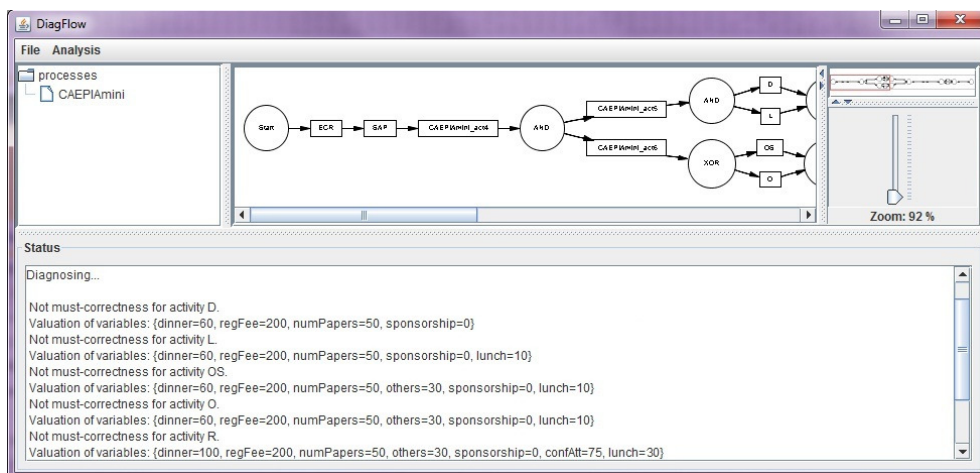 DiagFlow
File Analysis
processes
CAEPIAmini
Start
ECR
SAP
CAEPIAmini_act4
AND
CAEPIAmini_act5
CAEPIAmini_act6
AND
XOR
D
L
OS
O
Zoom: 92 %
Status
Diagnosing...
Not must-correctness for activity D.
Valuation of variables: {dinner=60, regFee=200, numPapers=50, sponsorship=0}
Not must-correctness for activity L.
Valuation of variables: {dinner=60, regFee=200, numPapers=50, sponsorship=0, lunch=10}
Not must-correctness for activity OS.
Valuation of variables: {dinner=60, regFee=200, numPapers=50, others=30, sponsorship=0, lunch=10}
Not must-correctness for activity O.
Valuation of variables: {dinner=60, regFee=200, numPapers=50, others=30, sponsorship=0, lunch=10}
Not must-correctness for activity R.
Valuation of variables: {dinner=100, regFee=200, numPapers=50, others=30, sponsorship=0, confAtt=75, lunch=30}